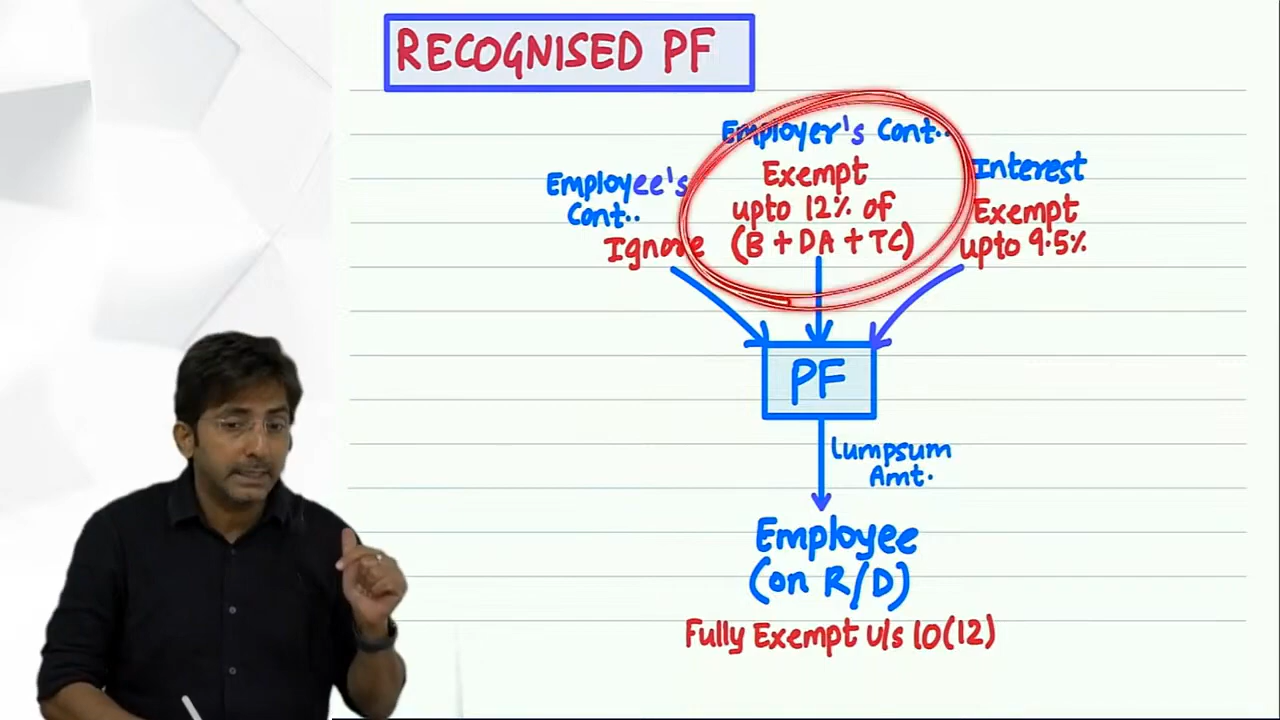 RECOGNISED PF
Employee's
Cont..
Ignore
Employer's Cont..
Exempt
upto 12% of
(B + DA + TC)
Interest
Exempt
upto 9.5%
PF
Lumpsum
Amt.
Employee
(on R/D)
Fully Exempt u/s 10(12)